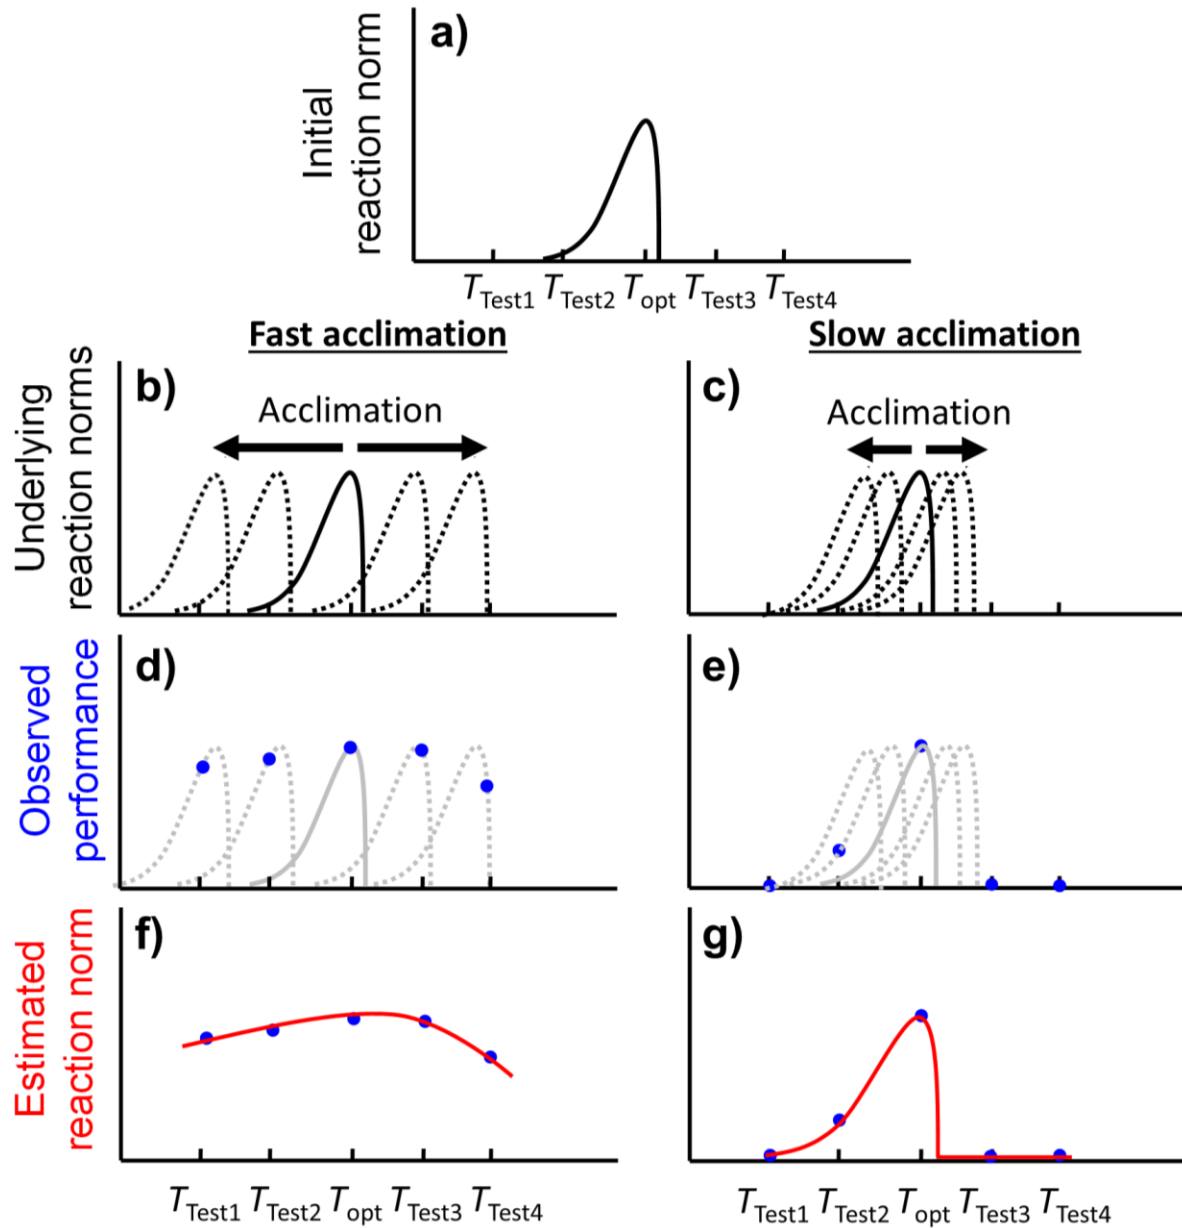 a)
Initial
reaction norm
TTest1 TTest2 Topt TTest3 TTest4
Fast acclimation
Slow acclimation
Underlying
reaction norms
b)
Acclimation
c)
Acclimation
Observed
performance
d)
e)
Estimated
reaction norm
f)
g)
TTest1 TTest2 Topt TTest3 TTest4
TTest1 TTest2 Topt TTest3 TTest4